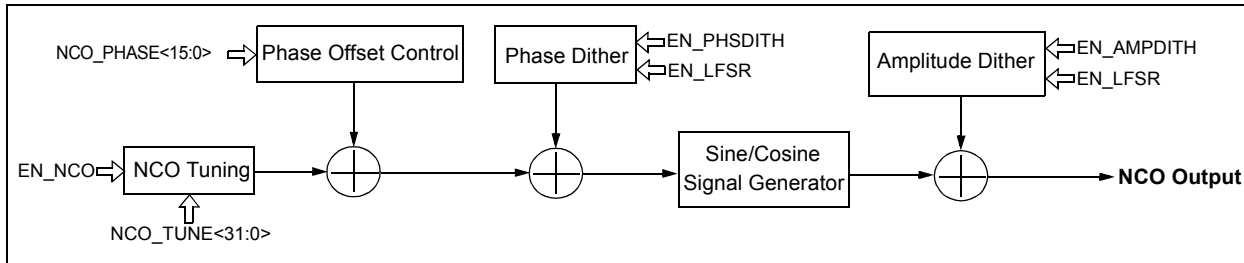 NCO_PHASE<15:0>
Phase Offset Control
Phase Dither
EN_PHSDITH
EN_LFSR
Amplitude Dither
EN_AMPDITH
EN_LFSR
EN_NCO
NCO Tuning
NCO_TUNE<31:0>
Sine/Cosine
Signal Generator
NCO Output